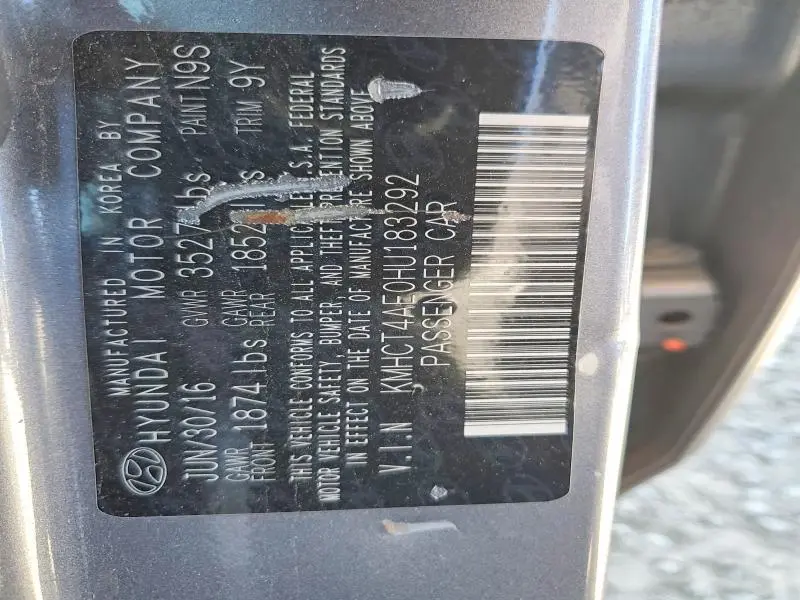 MANUFACTURED IN KOREA BY
HYUNDAI MOTOR COMPANY
JUN/30/16 GVWR 3527 lbs PAINT N9S
GAWR FRONT 1874 lbs GAWR REAR 1852 lbs TRIM 9Y
THIS VEHICLE CONFORMS TO ALL APPLICABLE U.S.A. FEDERAL
MOTOR VEHICLE SAFETY, BUMPER, AND THEFT PREVENTION STANDARDS
IN EFFECT ON THE DATE OF MANUFACTURE SHOWN ABOVE
V.I.N KMHCT4AE0HU183292
PASSENGER CAR